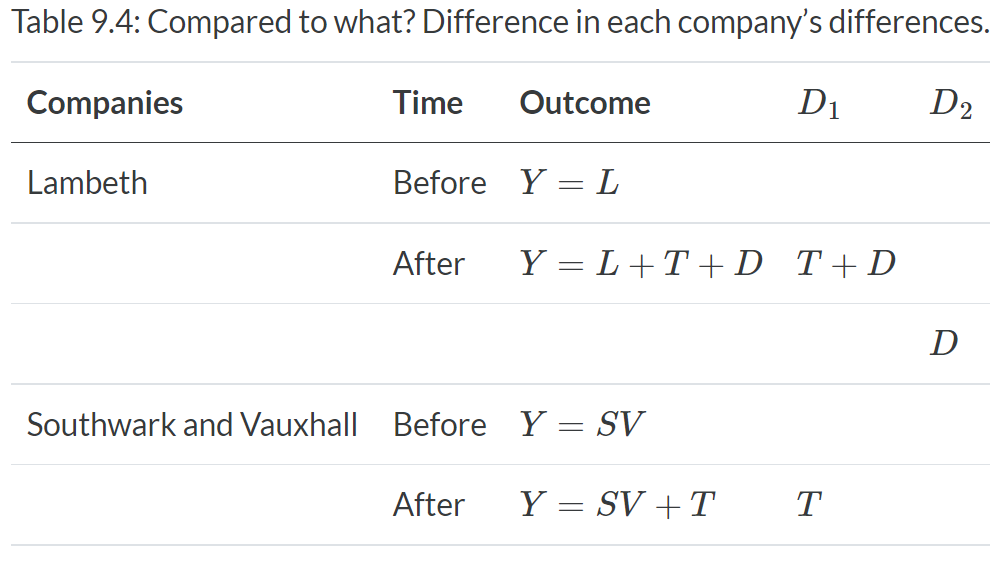 Table 9.4: Compared to what? Difference in each company’s differences.
Companies Time Outcome D₁ D₂
Lambeth Before Y = L
After Y = L + T + D T + D
D
Southwark and Vauxhall Before Y = SV
After Y = SV + T T